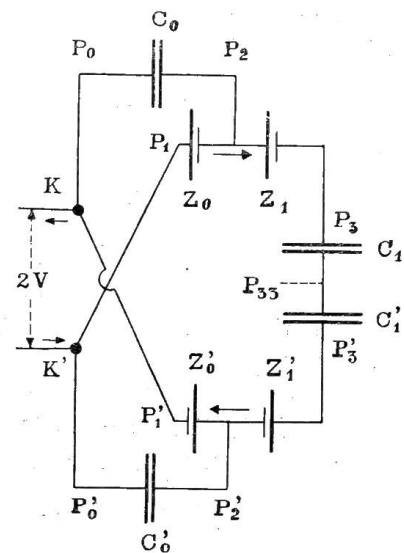 C₀
P₀ P₂
P₁
Z₀ Z₁
K
P₃
C₁
2V P₃₃
C₁'
K' P₃'
Z₀' Z₁'
P₁'
P₀' P₂'
C₀'